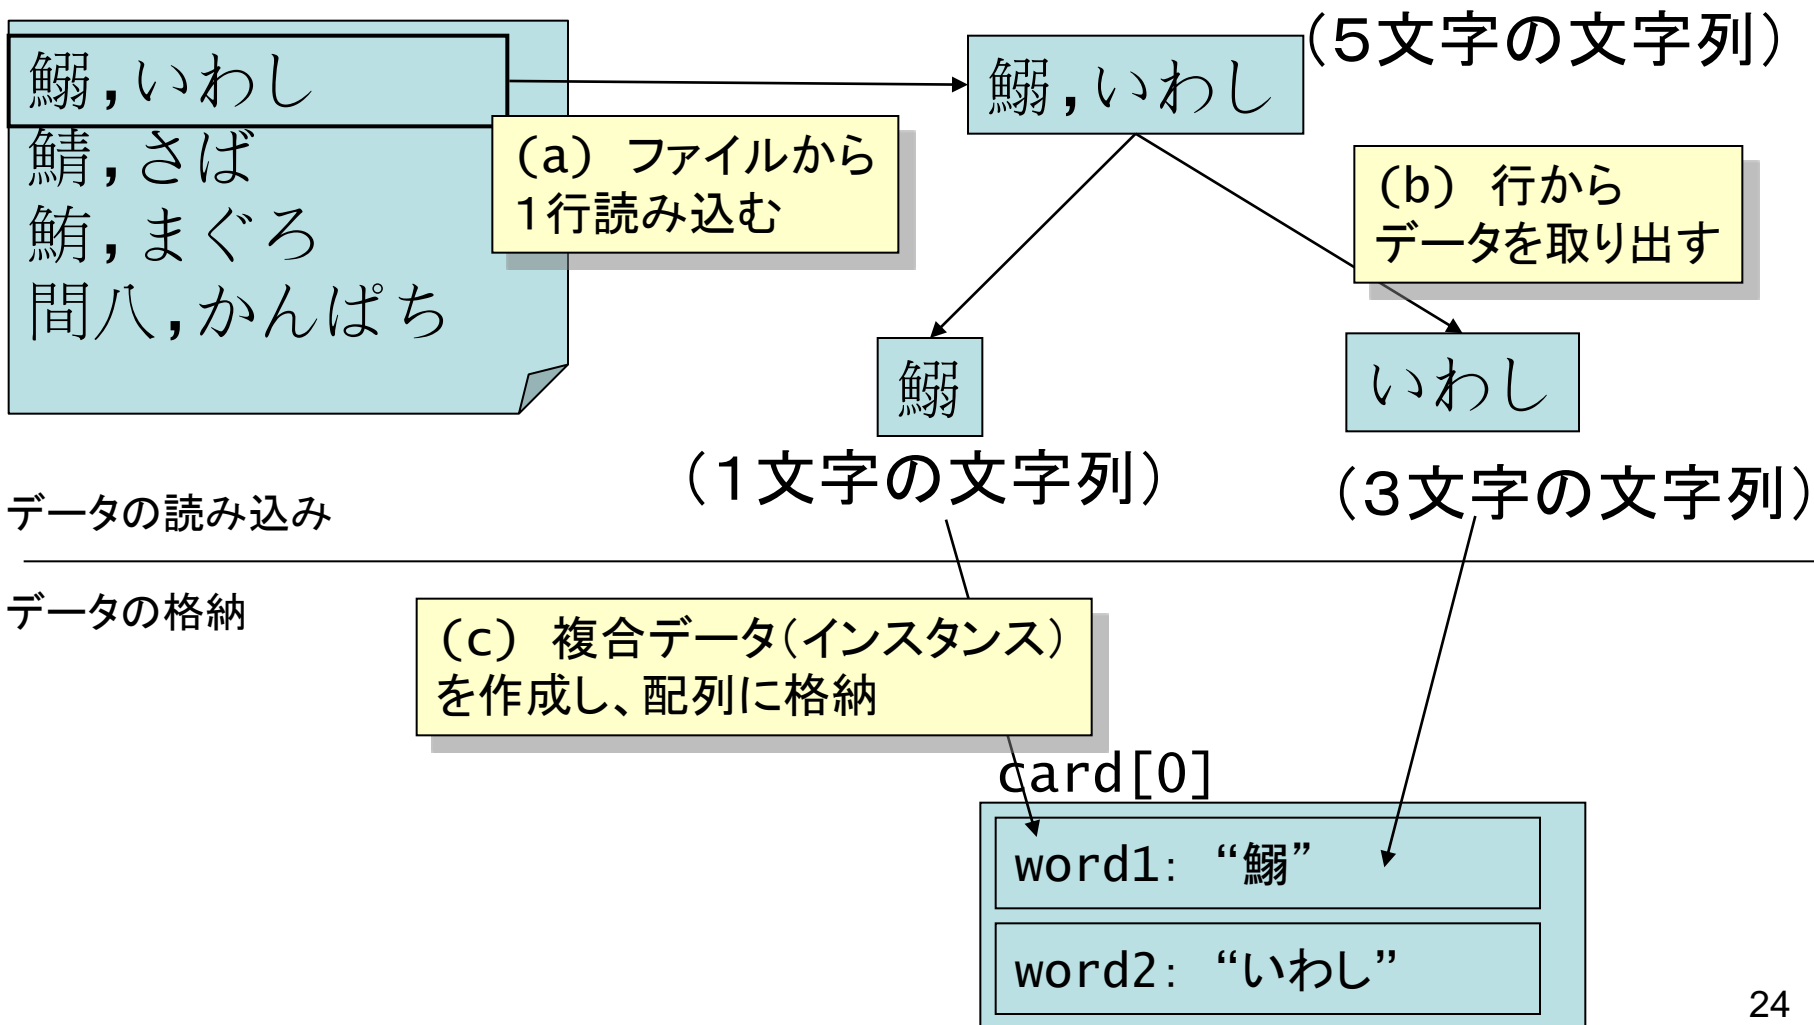 鰯,いわし
鯖,さば
鮪,まぐろ
間八,かんぱち
(a) ファイルから
1行読み込む
鰯,いわし
（5文字の文字列）
(b) 行から
データを取り出す
鰯
（1文字の文字列）
いわし
（3文字の文字列）
データの読み込み
データの格納
(c) 複合データ(インスタンス)
を作成し、配列に格納
card[0]
word1: “鰯”
word2: “いわし”
24